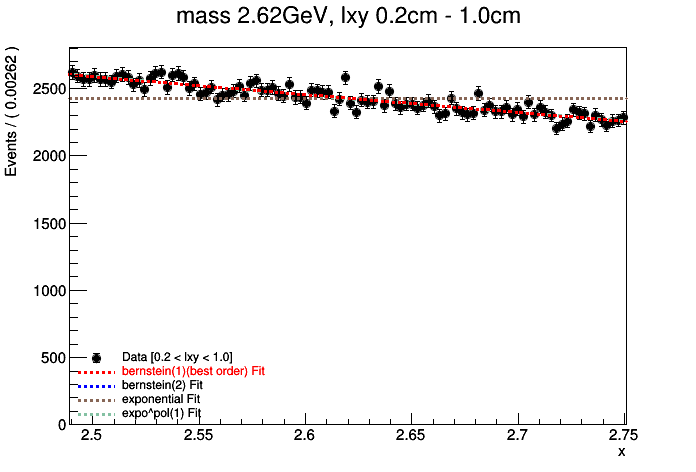 mass 2.62GeV, lxy 0.2cm - 1.0cm
Events / ( 0.00262 )
2500
2000
1500
1000
500
0
Data [0.2 < lxy < 1.0]
bernstein(1)(best order) Fit
bernstein(2) Fit
exponential Fit
expo^pol(1) Fit
2.5 2.55 2.6 2.65 2.7 2.75
x